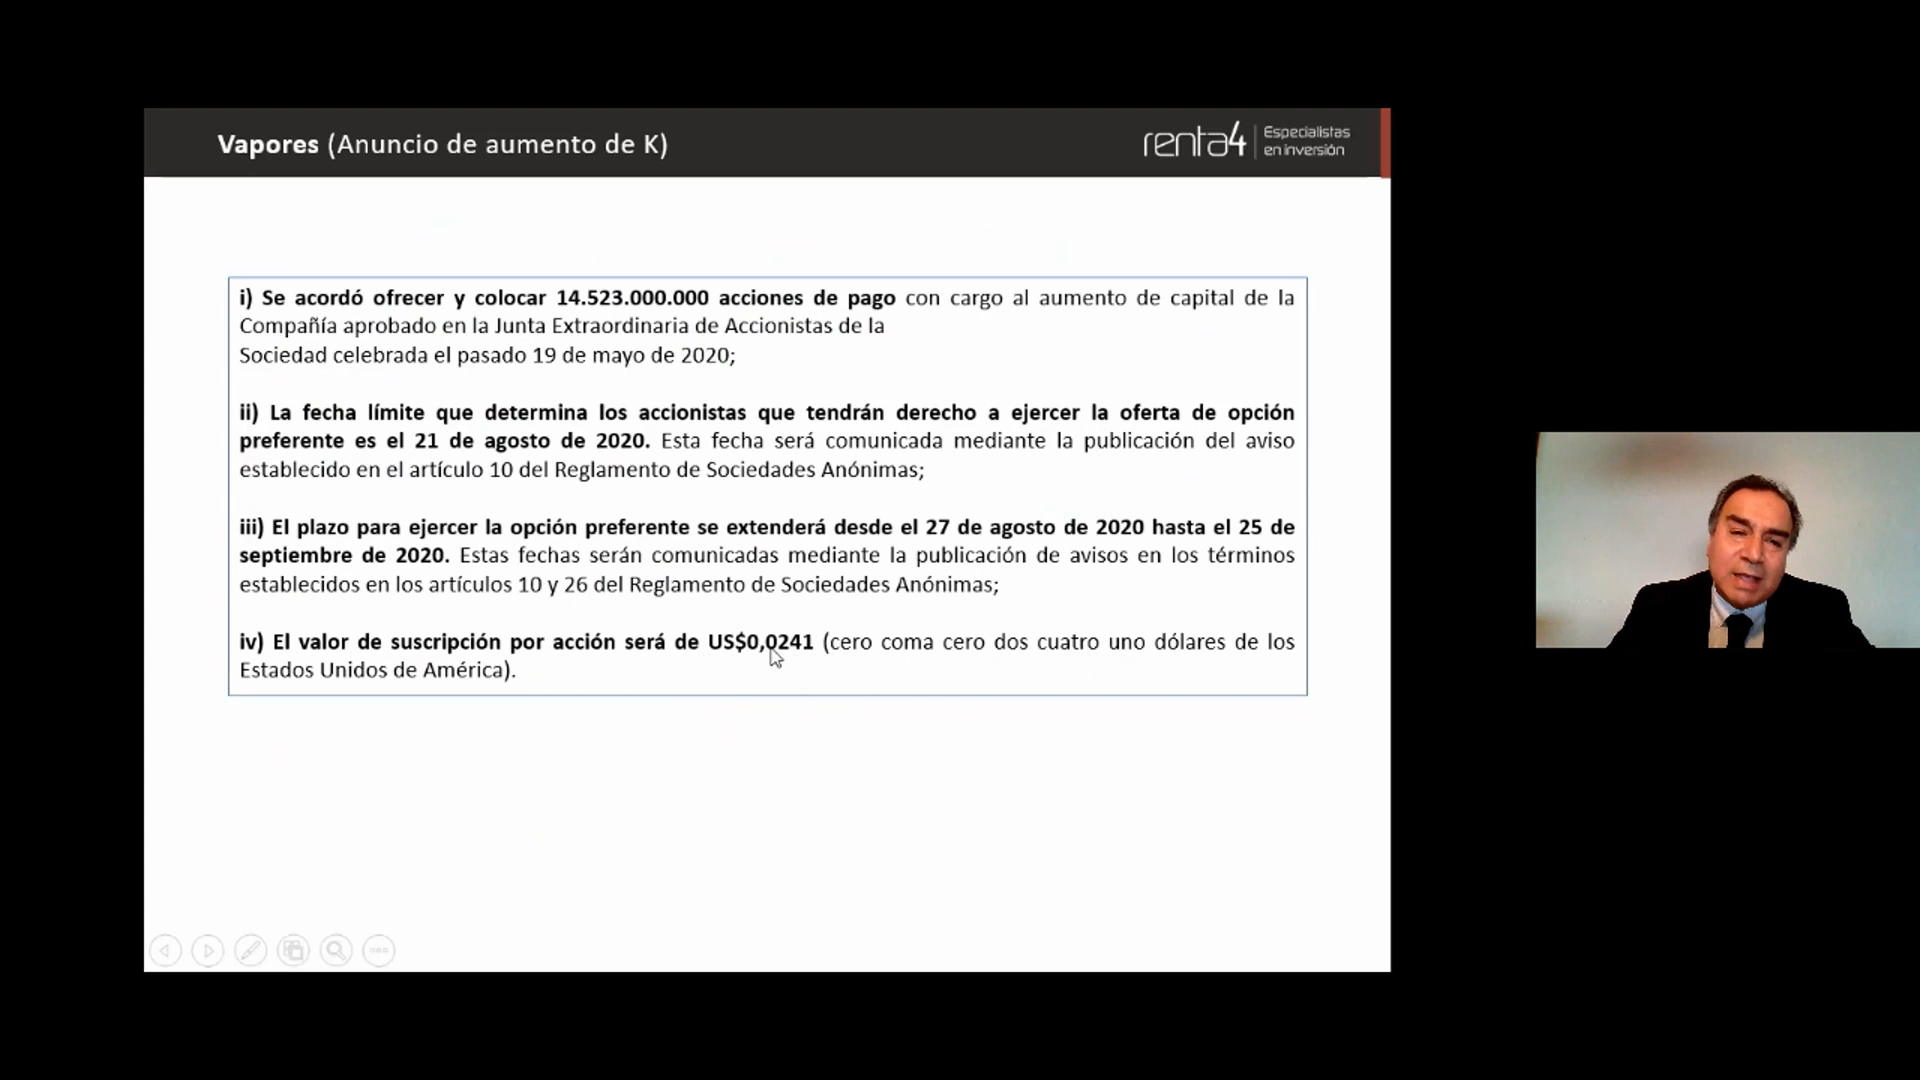 Vapores (Anuncio de aumento de K)
renta4
Especialistas
en inversión
i) Se acordó ofrecer y colocar 14.523.000.000 acciones de pago con cargo al aumento de capital de la
Compañía aprobado en la Junta Extraordinaria de Accionistas de la
Sociedad celebrada el pasado 19 de mayo de 2020;
ii) La fecha límite que determina los accionistas que tendrán derecho a ejercer la oferta de opción
preferente es el 21 de agosto de 2020. Esta fecha será comunicada mediante la publicación del aviso
establecido en el artículo 10 del Reglamento de Sociedades Anónimas;
iii) El plazo para ejercer la opción preferente se extenderá desde el 27 de agosto de 2020 hasta el 25 de
septiembre de 2020. Estas fechas serán comunicadas mediante la publicación de avisos en los términos
establecidos en los artículos 10 y 26 del Reglamento de Sociedades Anónimas;
iv) El valor de suscripción por acción será de US$0,0241 (cero coma cero dos cuatro uno dólares de los
Estados Unidos de América).